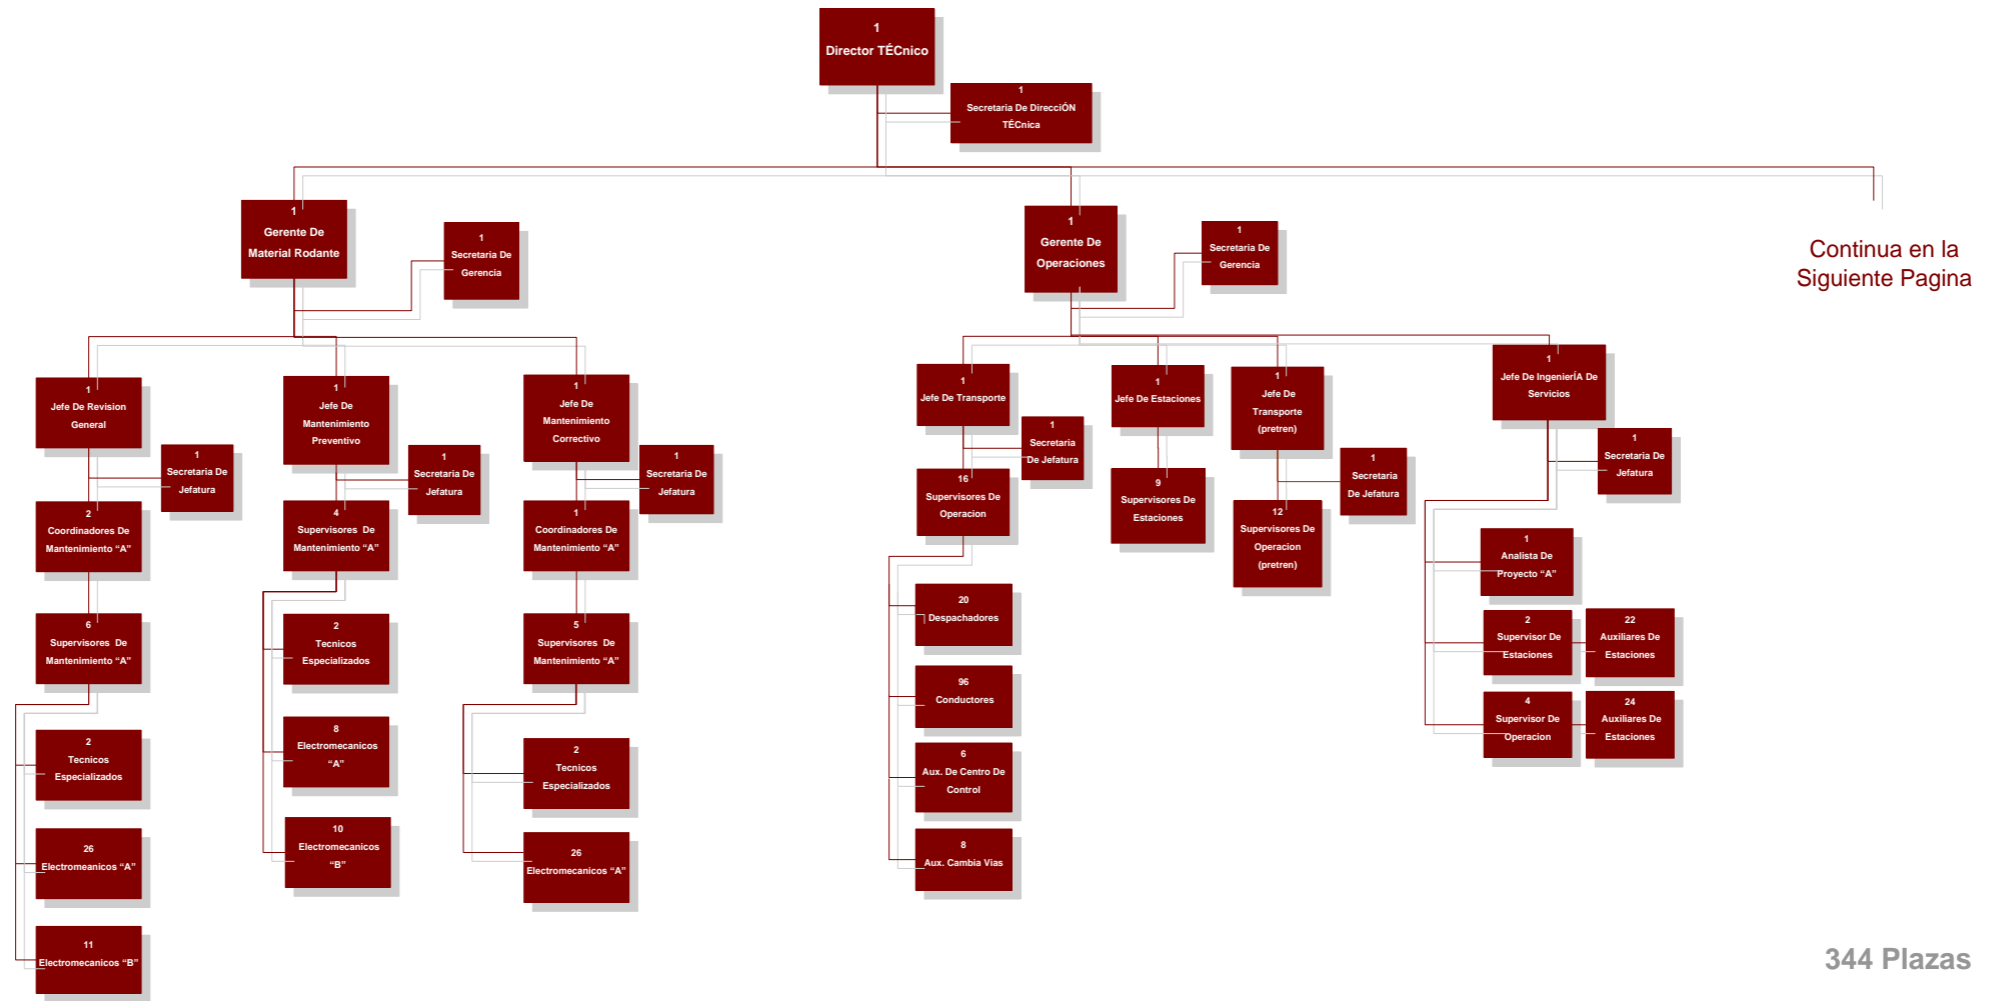 1
Director TÉCnico
1
Secretaria De DirecciÓN
TÉCnica
1
Gerente De
Material Rodante
1
Secretaria De
Gerencia
1
Gerente De
Operaciones
1
Secretaria De
Gerencia
Continua en la
Siguiente Pagina
1
Jefe De Revision
General
1
Secretaria De
Jefatura
2
Coordinadores De
Mantenimiento “A”
6
Supervisores De
Mantenimiento “A”
2
Tecnicos
Especializados
26
Electromeanicos “A”
11
Electromecanicos “B”
1
Jefe De
Mantenimiento
Preventivo
1
Secretaria De
Jefatura
4
Supervisores De
Mantenimiento “A”
2
Tecnicos
Especializados
8
Electromecanicos
“A”
10
Electromecanicos
“B”
1
Jefe De
Mantenimiento
Correctivo
1
Secretaria De
Jefatura
1
Coordinadores De
Mantenimiento “A”
5
Supervisores De
Mantenimiento “A”
2
Tecnicos
Especializados
26
Electromecanicos “A”
1
Jefe De Transporte
1
Secretaria
De Jefatura
16
Supervisores De
Operacion
20
Despachadores
96
Conductores
6
Aux. De Centro De
Control
8
Aux. Cambia Vias
1
Jefe De Estaciones
9
Supervisores De
Estaciones
1
Jefe De
Transporte
(pretren)
1
Secretaria
De Jefatura
12
Supervisores De
Operacion
(pretren)
1
Jefe De IngenierÍA De
Servicios
1
Secretaria De
Jefatura
1
Analista De
Proyecto “A”
2
Supervisor De
Estaciones
22
Auxiliares De
Estaciones
4
Supervisor De
Operacion
24
Auxiliares De
Estaciones
344 Plazas